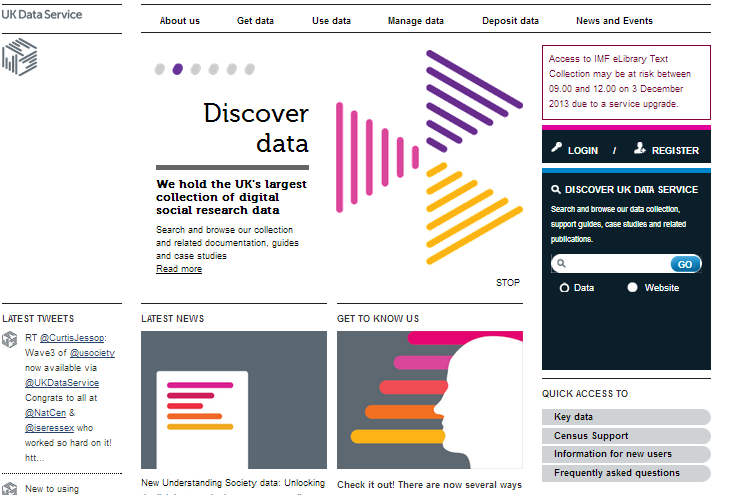 UK Data Service
About us
Get data
Use data
Manage data
Deposit data
News and Events
Discover
data
We hold the UK's largest
collection of digital
social research data
Search and browse our collection
and related documentation, guides
and case studies
Read more
STOP
Access to IMF eLibrary Text
Collection may be at risk between
09.00 and 12.00 on 3 December
2013 due to a service upgrade.
LOGIN / REGISTER
DISCOVER UK DATA SERVICE
Search and browse our data collection,
support guides, case studies and related
publications.
GO
Data
Website
LATEST TWEETS
RT @CurtisJessop:
Wave3 of @usociety
now available via
@UKDataService
Congrats to all at
@NatCen &
@iseressex who
worked so hard on it!
htt...
New to using
LATEST NEWS
New Understanding Society data: Unlocking
GET TO KNOW US
Check it out! There are now several ways
QUICK ACCESS TO
Key data
Census Support
Information for new users
Frequently asked questions